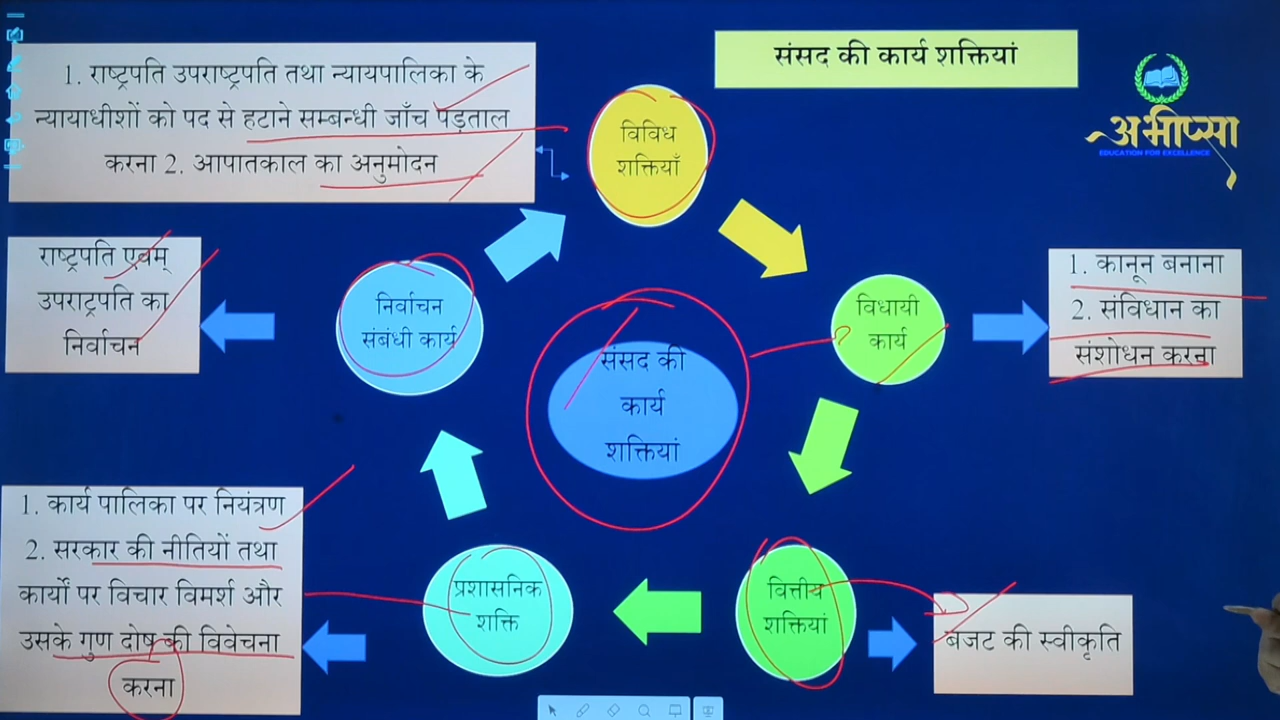 संसद की कार्य शक्तियां
अभीप्सा
EDUCATION FOR EXCELLENCE
1. राष्ट्रपति उपराष्ट्रपति तथा न्यायपालिका के
न्यायाधीशों को पद से हटाने सम्बन्धी जाँच पड़ताल
करना 2. आपातकाल का अनुमोदन
विविध
शक्तियाँ
राष्ट्रपति एवम्
उपराट्रपति का
निर्वाचन
निर्वाचन
संबंधी कार्य
विधायी
कार्य
1. कानून बनाना
2. संविधान का
संशोधन करना
संसद की
कार्य
शक्तियां
1. कार्य पालिका पर नियंत्रण
2. सरकार की नीतियों तथा
कार्यों पर विचार विमर्श और
उसके गुण दोष की विवेचना
करना
प्रशासनिक
शक्ति
वित्तीय
शक्तियां
बजट की स्वीकृति